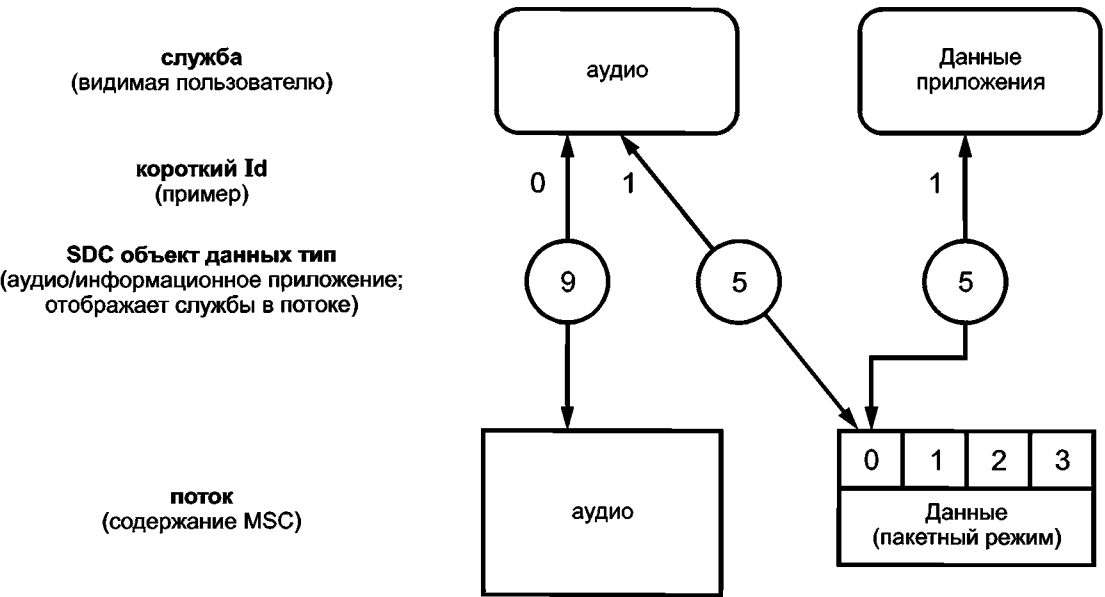 служба
(видимая пользователю)
аудио
Данные
приложения
короткий Id
(пример)
0
1
1
SDC объект данных тип
(аудио/информационное приложение;
отображает службы в потоке)
9
5
5
поток
(содержание MSC)
аудио
0
1
2
3
Данные
(пакетный режим)